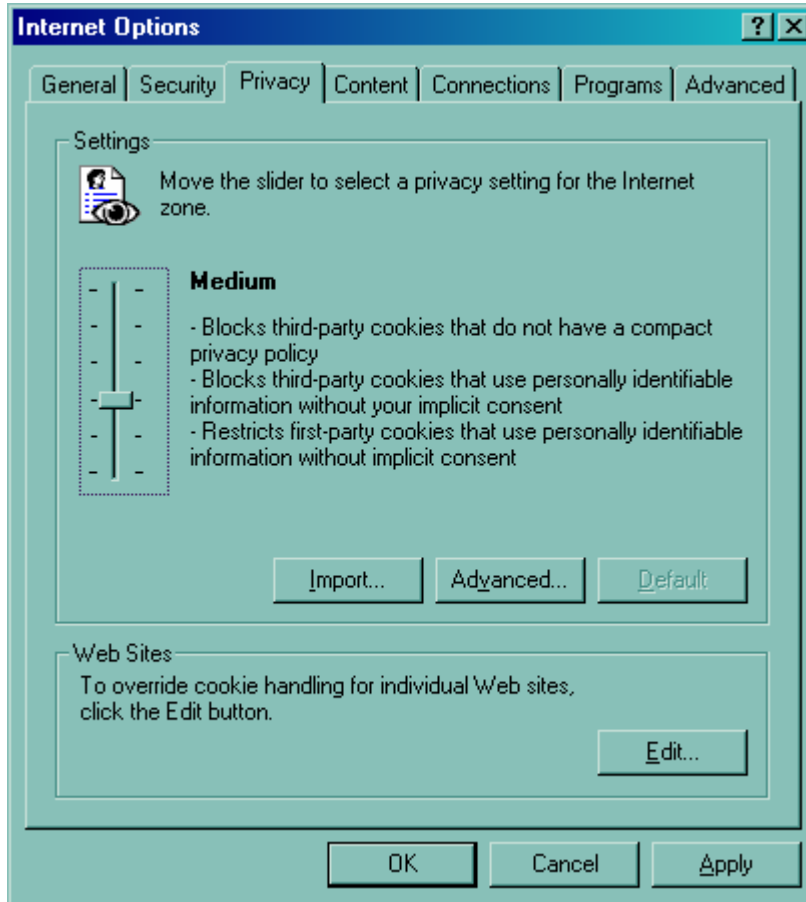 Internet Options
General Security Privacy Content Connections Programs Advanced
Settings
Move the slider to select a privacy setting for the Internet
zone.
Medium
- Blocks third-party cookies that do not have a compact
privacy policy
- Blocks third-party cookies that use personally identifiable
information without your implicit consent
- Restricts first-party cookies that use personally identifiable
information without implicit consent
Import... Advanced... Default
Web Sites
To override cookie handling for individual Web sites,
click the Edit button.
Edit...
OK Cancel Apply